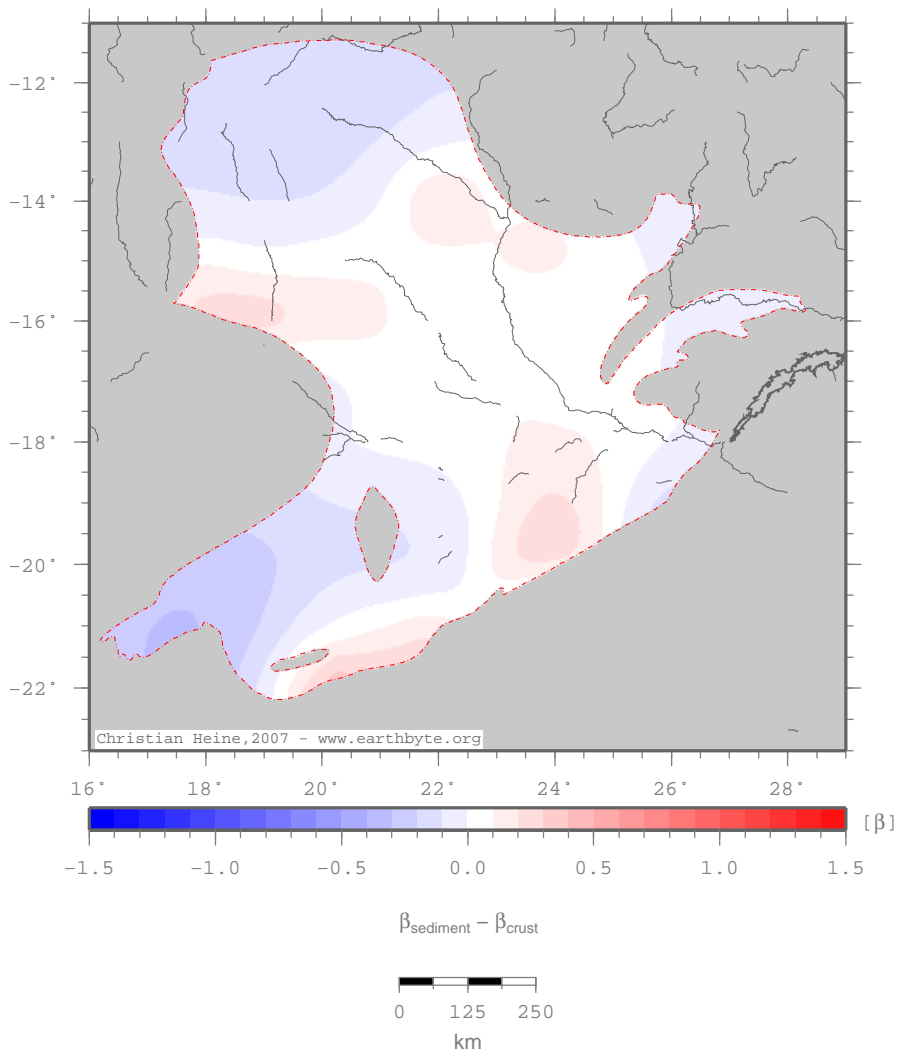 −12°
−14°
−16°
−18°
−20°
−22°
Christian Heine,2007 − www.earthbyte.org
16° 18° 20° 22° 24° 26° 28°
[β]
−1.5 −1.0 −0.5 0.0 0.5 1.0 1.5
βsediment − βcrust
0 125 250
km